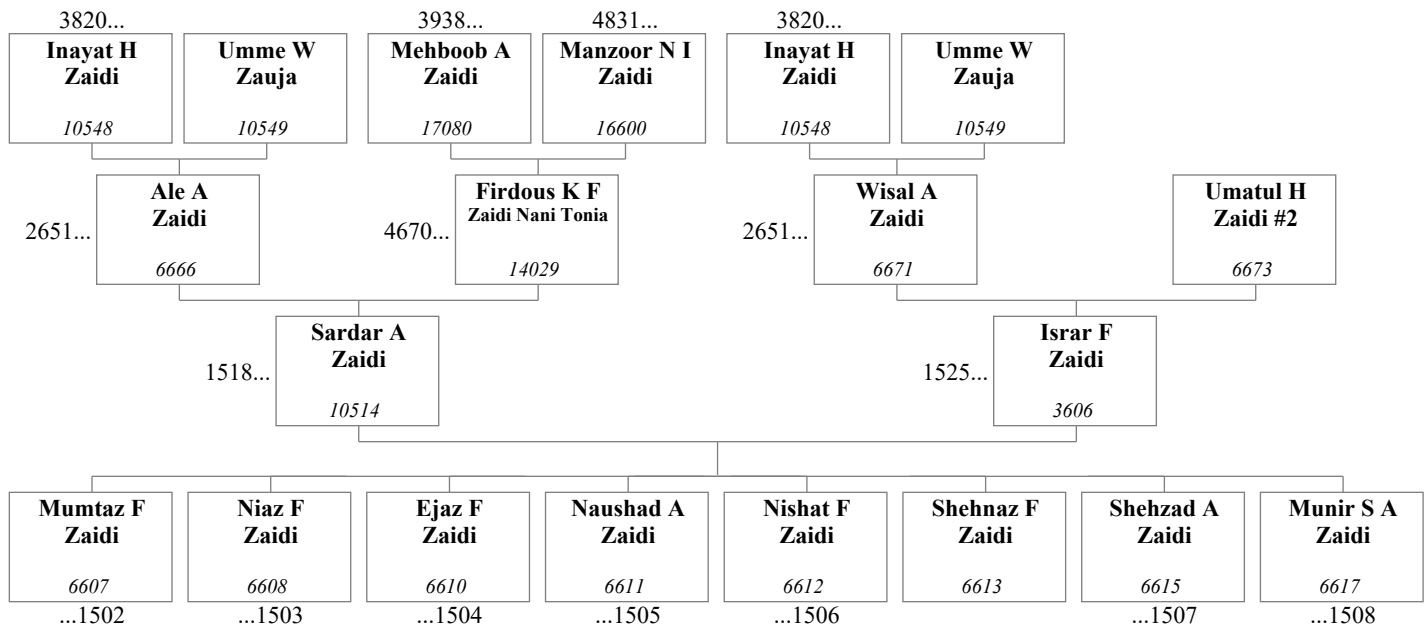 3820...
3938...
4831...
3820...
Inayat H
Zaidi
10548
Umme W
Zauja
10549
Mehboob A
Zaidi
17080
Manzoor N I
Zaidi
16600
Inayat H
Zaidi
10548
Umme W
Zauja
10549
2651...
Ale A
Zaidi
6666
4670...
Firdous K F
Zaidi Nani Tonia
14029
2651...
Wisal A
Zaidi
6671
Umatul H
Zaidi #2
6673
1518...
Sardar A
Zaidi
10514
1525...
Israr F
Zaidi
3606
Mumtaz F
Zaidi
6607
...1502
Niaz F
Zaidi
6608
...1503
Ejaz F
Zaidi
6610
...1504
Naushad A
Zaidi
6611
...1505
Nishat F
Zaidi
6612
...1506
Shehnaz F
Zaidi
6613
Shehzad A
Zaidi
6615
...1507
Munir S A
Zaidi
6617
...1508